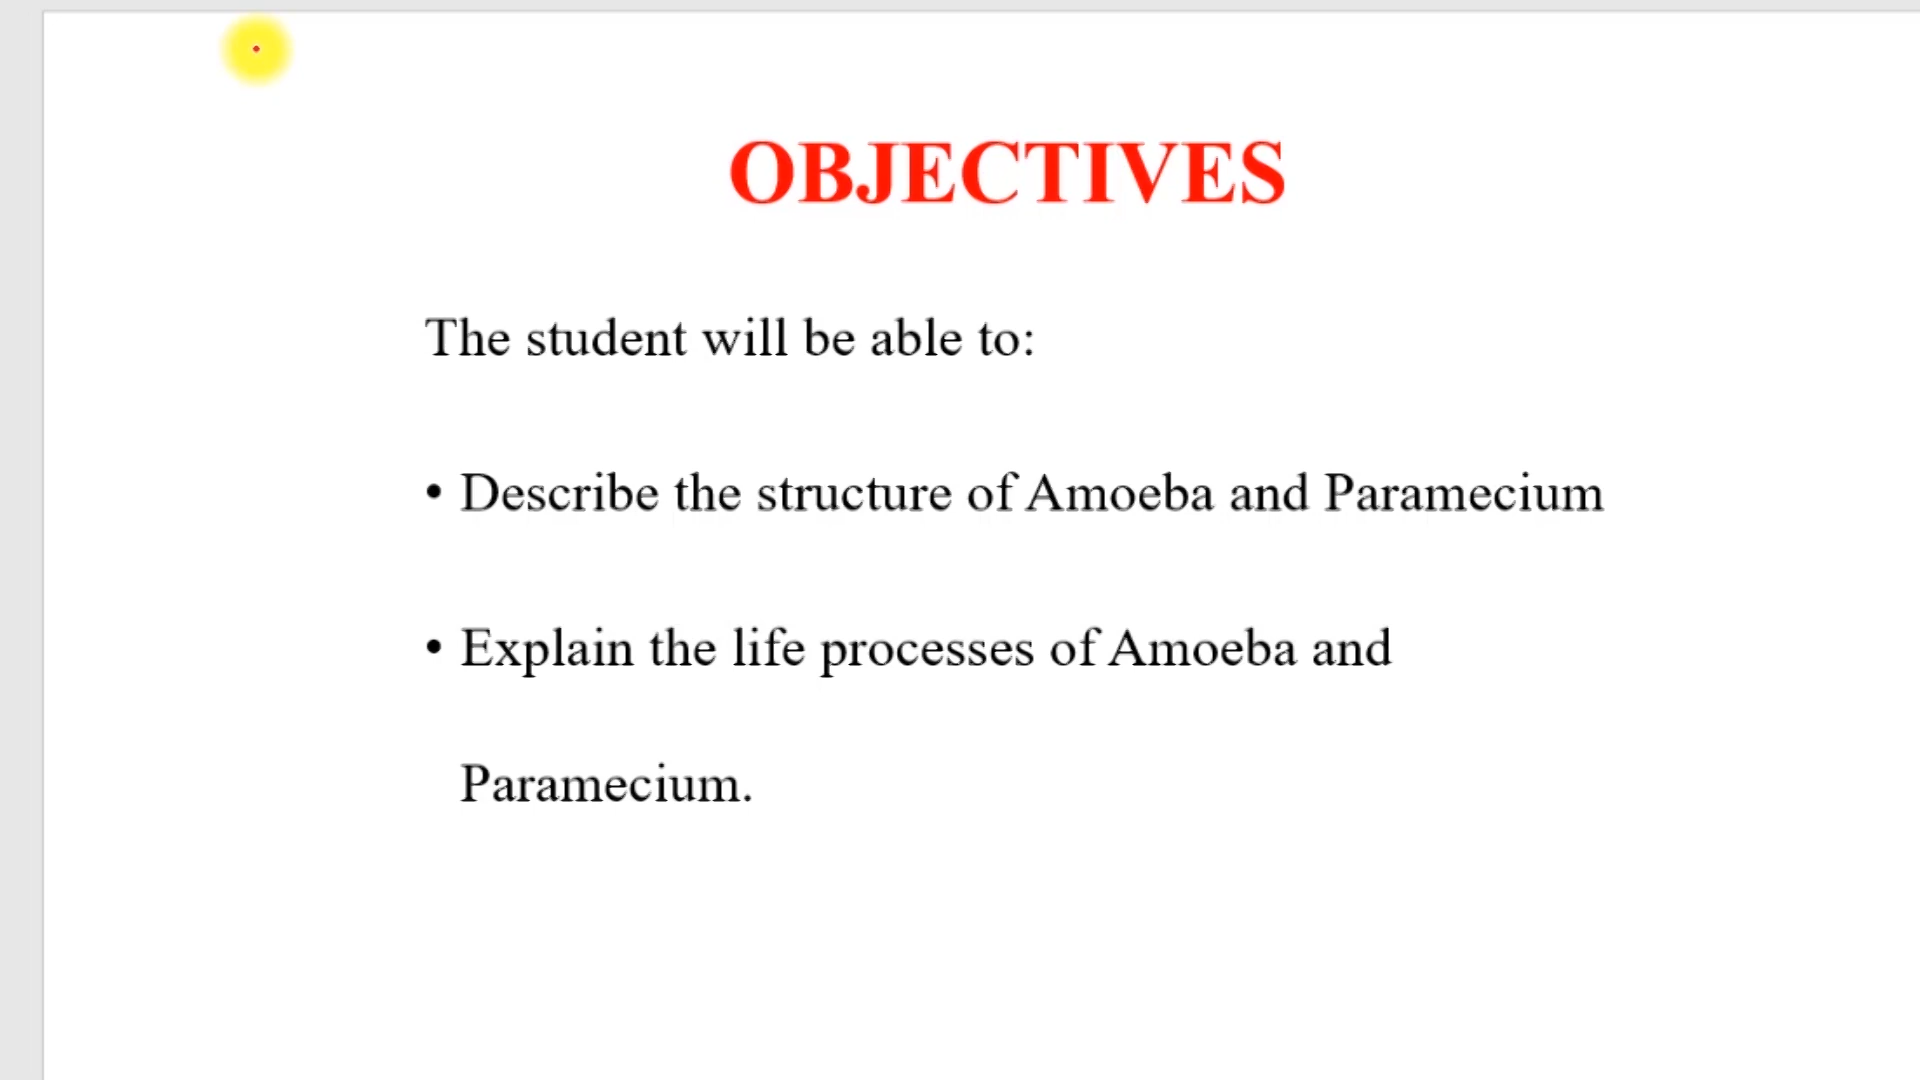 OBJECTIVES
The student will be able to:
• Describe the structure of Amoeba and Paramecium
• Explain the life processes of Amoeba and
Paramecium.